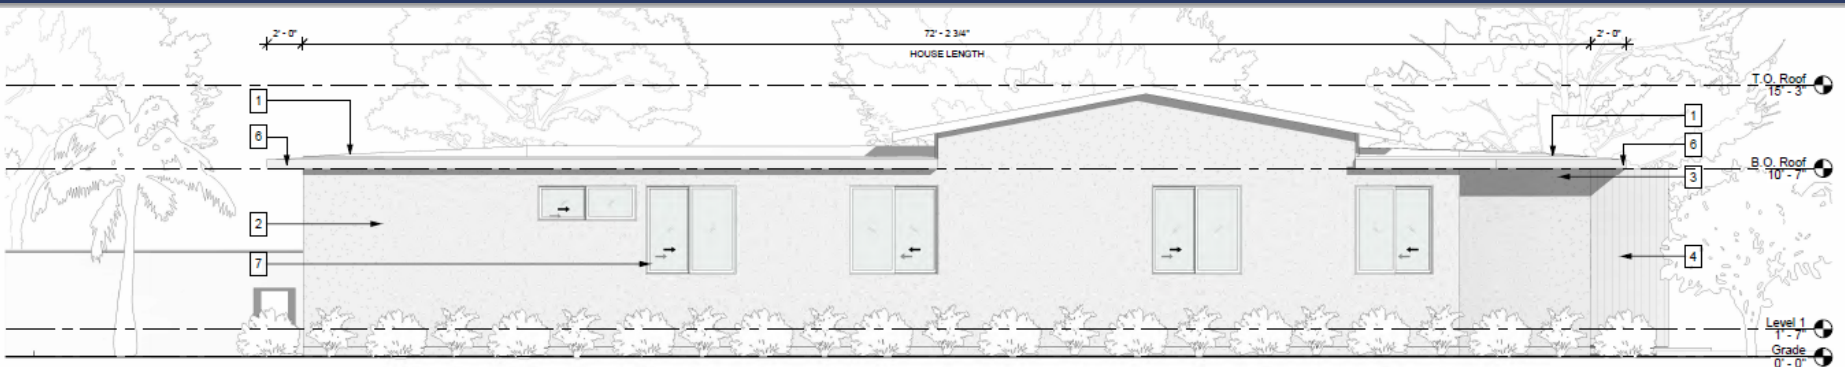 2' - 0"
72' - 2 3/4"
2' - 0"
HOUSE LENGTH
T.O. Roof
15' - 3"
1
1
6
6
B.O. Roof
10' - 7"
3
2
7
4
Level 1
1' - 7"
Grade
0' - 0"